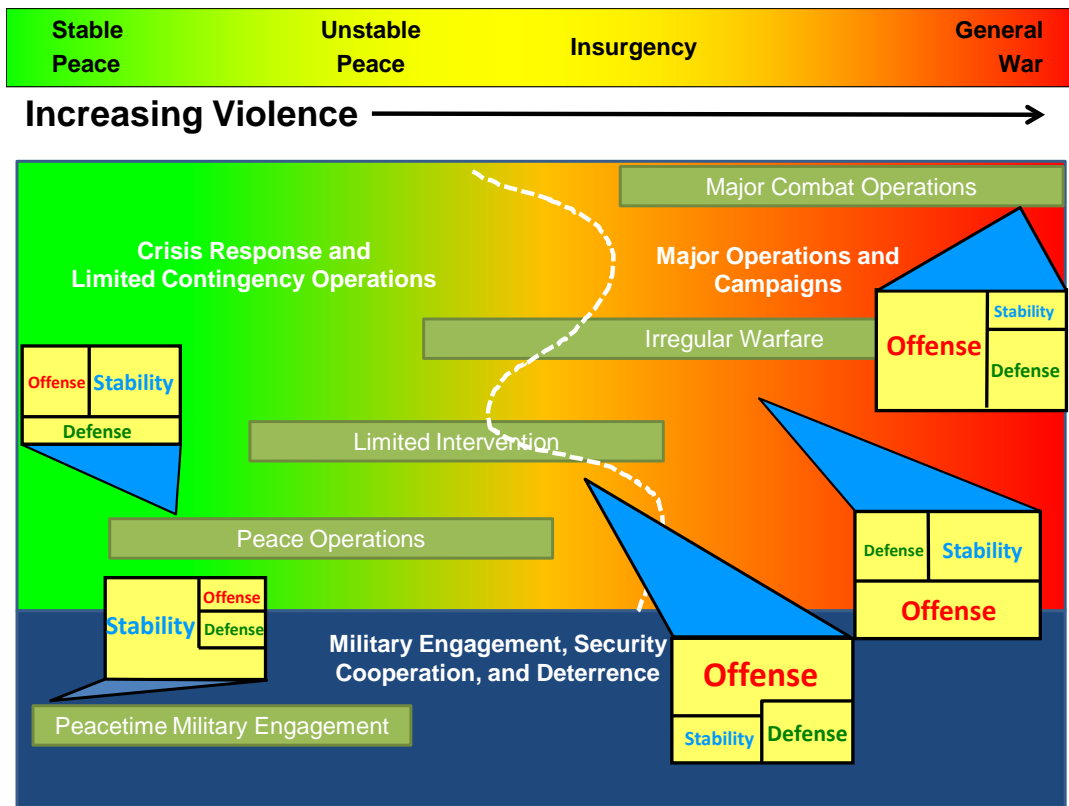 Stable
Peace
Unstable
Peace
Insurgency
General
War
Increasing Violence
Major Combat Operations
Crisis Response and
Limited Contingency Operations
Major Operations and
Campaigns
Offense
Stability
Defense
Irregular Warfare
Offense
Stability
Defense
Limited Intervention
Peace Operations
Defense
Stability
Offense
Stability
Offense
Defense
Military Engagement, Security
Cooperation, and Deterrence
Offense
Stability
Defense
Peacetime Military Engagement